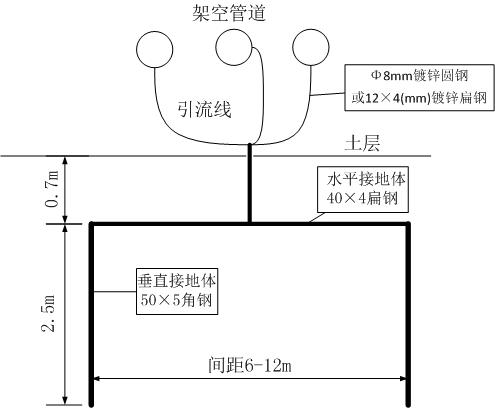 架空管道
Φ8mm镀锌圆钢
或12×4(mm)镀锌扁钢
引流线
土层
0.7m
水平接地体
40×4扁钢
垂直接地体
50×5角钢
2.5m
间距6-12m